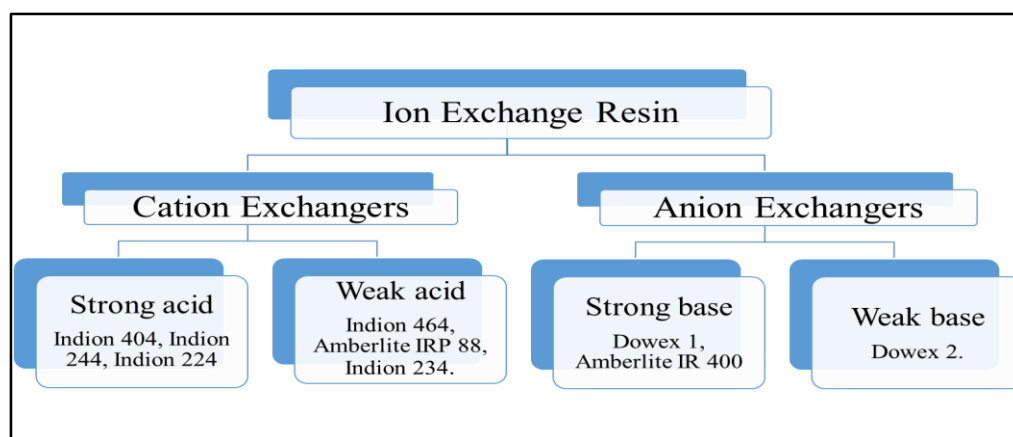 Ion Exchange Resin
Cation Exchangers
Anion Exchangers
Strong acid
Indion 404, Indion
244, Indion 224
Weak acid
Indion 464,
Amberlite IRP 88,
Indion 234.
Strong base
Dowex 1,
Amberlite IR 400
Weak base
Dowex 2.